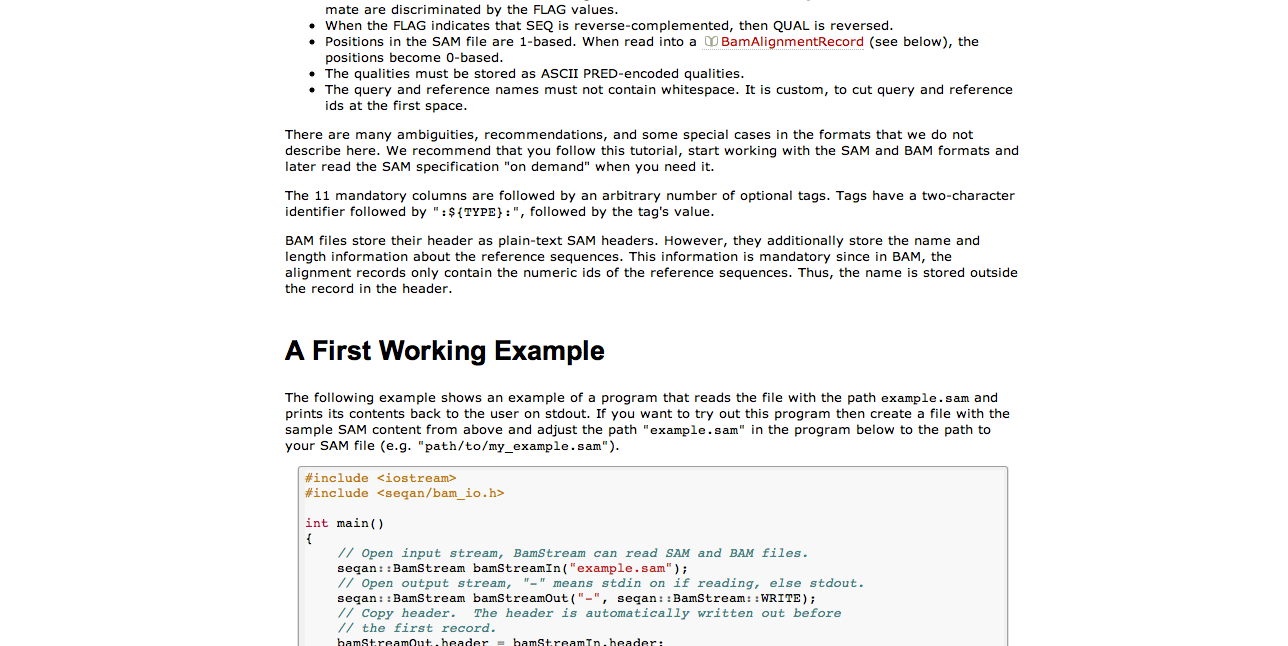 mate are discriminated by the FLAG values.
• When the FLAG indicates that SEQ is reverse-complemented, then QUAL is reversed.
• Positions in the SAM file are 1-based. When read into a BamAlignmentRecord (see below), the
positions become 0-based.
• The qualities must be stored as ASCII PRED-encoded qualities.
• The query and reference names must not contain whitespace. It is custom, to cut query and reference
ids at the first space.
There are many ambiguities, recommendations, and some special cases in the formats that we do not
describe here. We recommend that you follow this tutorial, start working with the SAM and BAM formats and
later read the SAM specification "on demand" when you need it.
The 11 mandatory columns are followed by an arbitrary number of optional tags. Tags have a two-character
identifier followed by ":${TYPE}:", followed by the tag's value.
BAM files store their header as plain-text SAM headers. However, they additionally store the name and
length information about the reference sequences. This information is mandatory since in BAM, the
alignment records only contain the numeric ids of the reference sequences. Thus, the name is stored outside
the record in the header.
A First Working Example
The following example shows an example of a program that reads the file with the path example.sam and
prints its contents back to the user on stdout. If you want to try out this program then create a file with the
sample SAM content from above and adjust the path "example.sam" in the program below to the path to
your SAM file (e.g. "path/to/my_example.sam").
#include <iostream>
#include <seqan/bam_io.h>
int main()
{
    // Open input stream, BamStream can read SAM and BAM files.
    seqan::BamStream bamStreamIn("example.sam");
    // Open output stream, "-" means stdin on if reading, else stdout.
    seqan::BamStream bamStreamOut("-", seqan::BamStream::WRITE);
    // Copy header.  The header is automatically written out before
    // the first record.
    bamStreamOut.header = bamStreamIn.header;